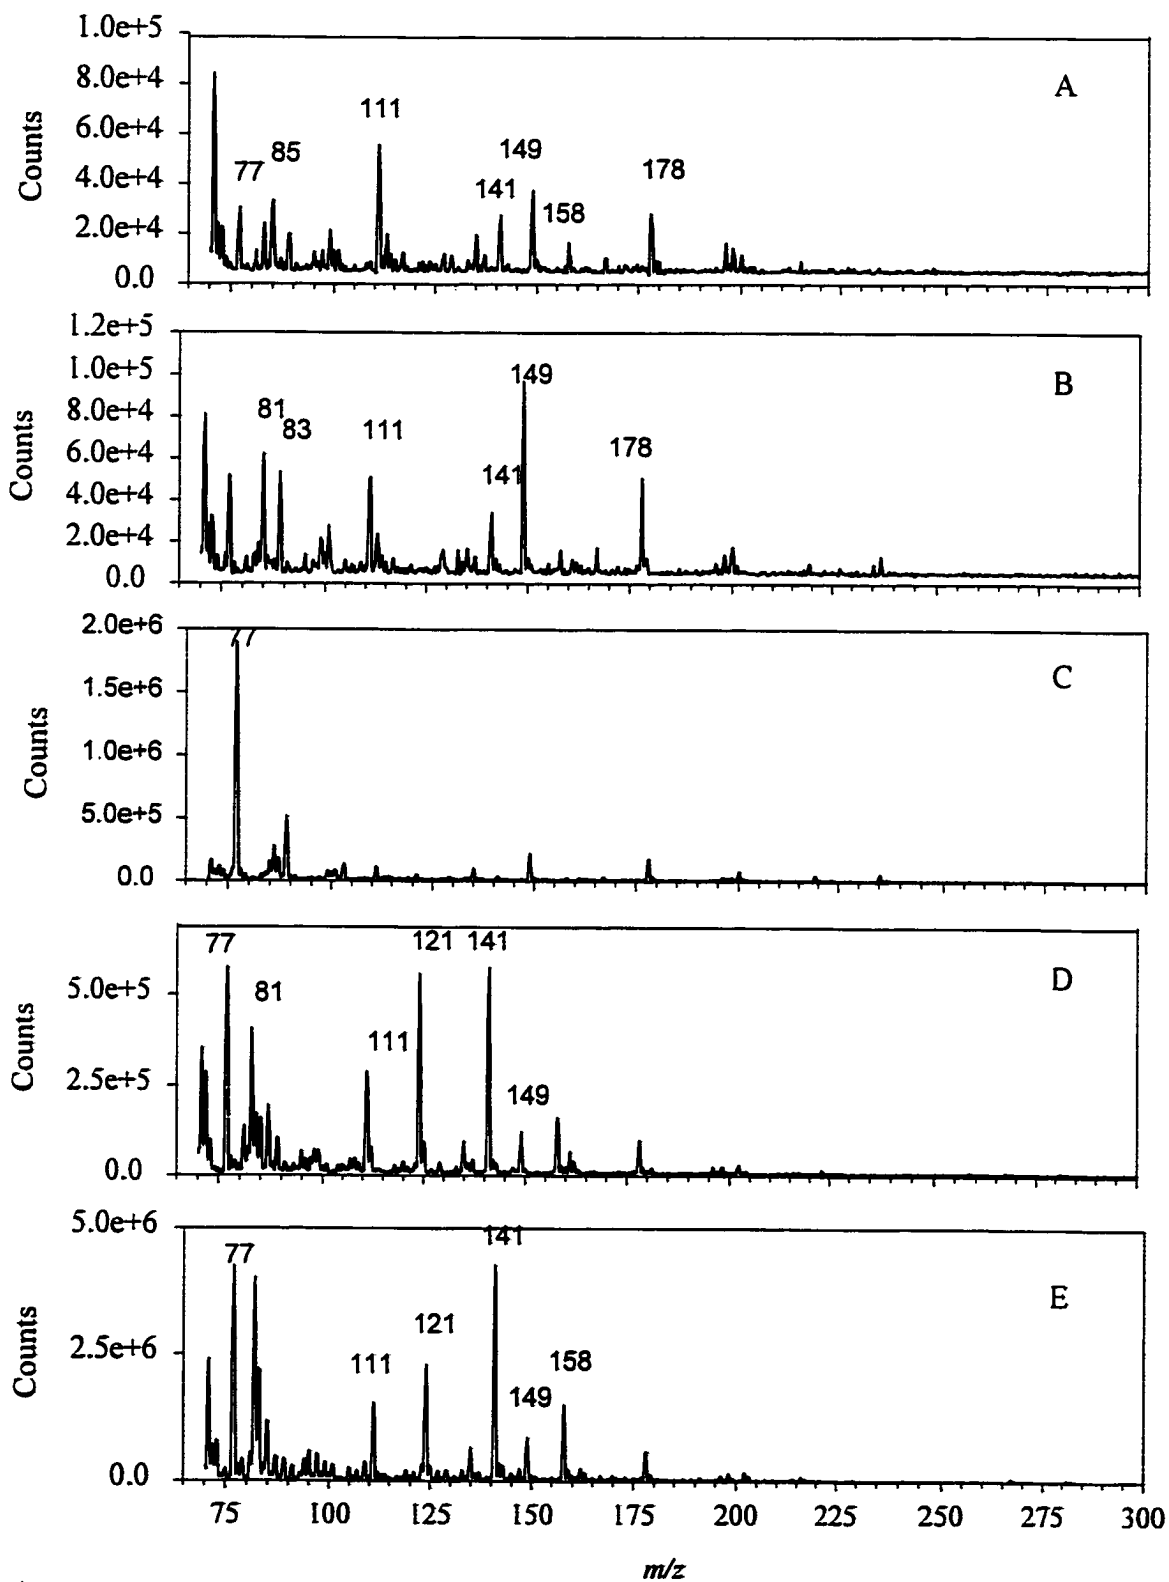 1.0e+5
A
8.0e+4
111
6.0e+4
Counts
77
85
149
178
4.0e+4
141
158
2.0e+4
0.0
1.2e+5
B
1.0e+5
149
8.0e+4
81
83
111
178
Counts
6.0e+4
141
4.0e+4
2.0e+4
0.0
2.0e+6
77
C
1.5e+6
Counts
1.0e+6
5.0e+5
0.0
77
121
141
D
5.0e+5
81
Counts
111
2.5e+5
149
0.0
5.0e+6
141
77
E
121
Counts
2.5e+6
111
158
149
0.0
75 100 125 150 175 200 225 250 275 300
m/z